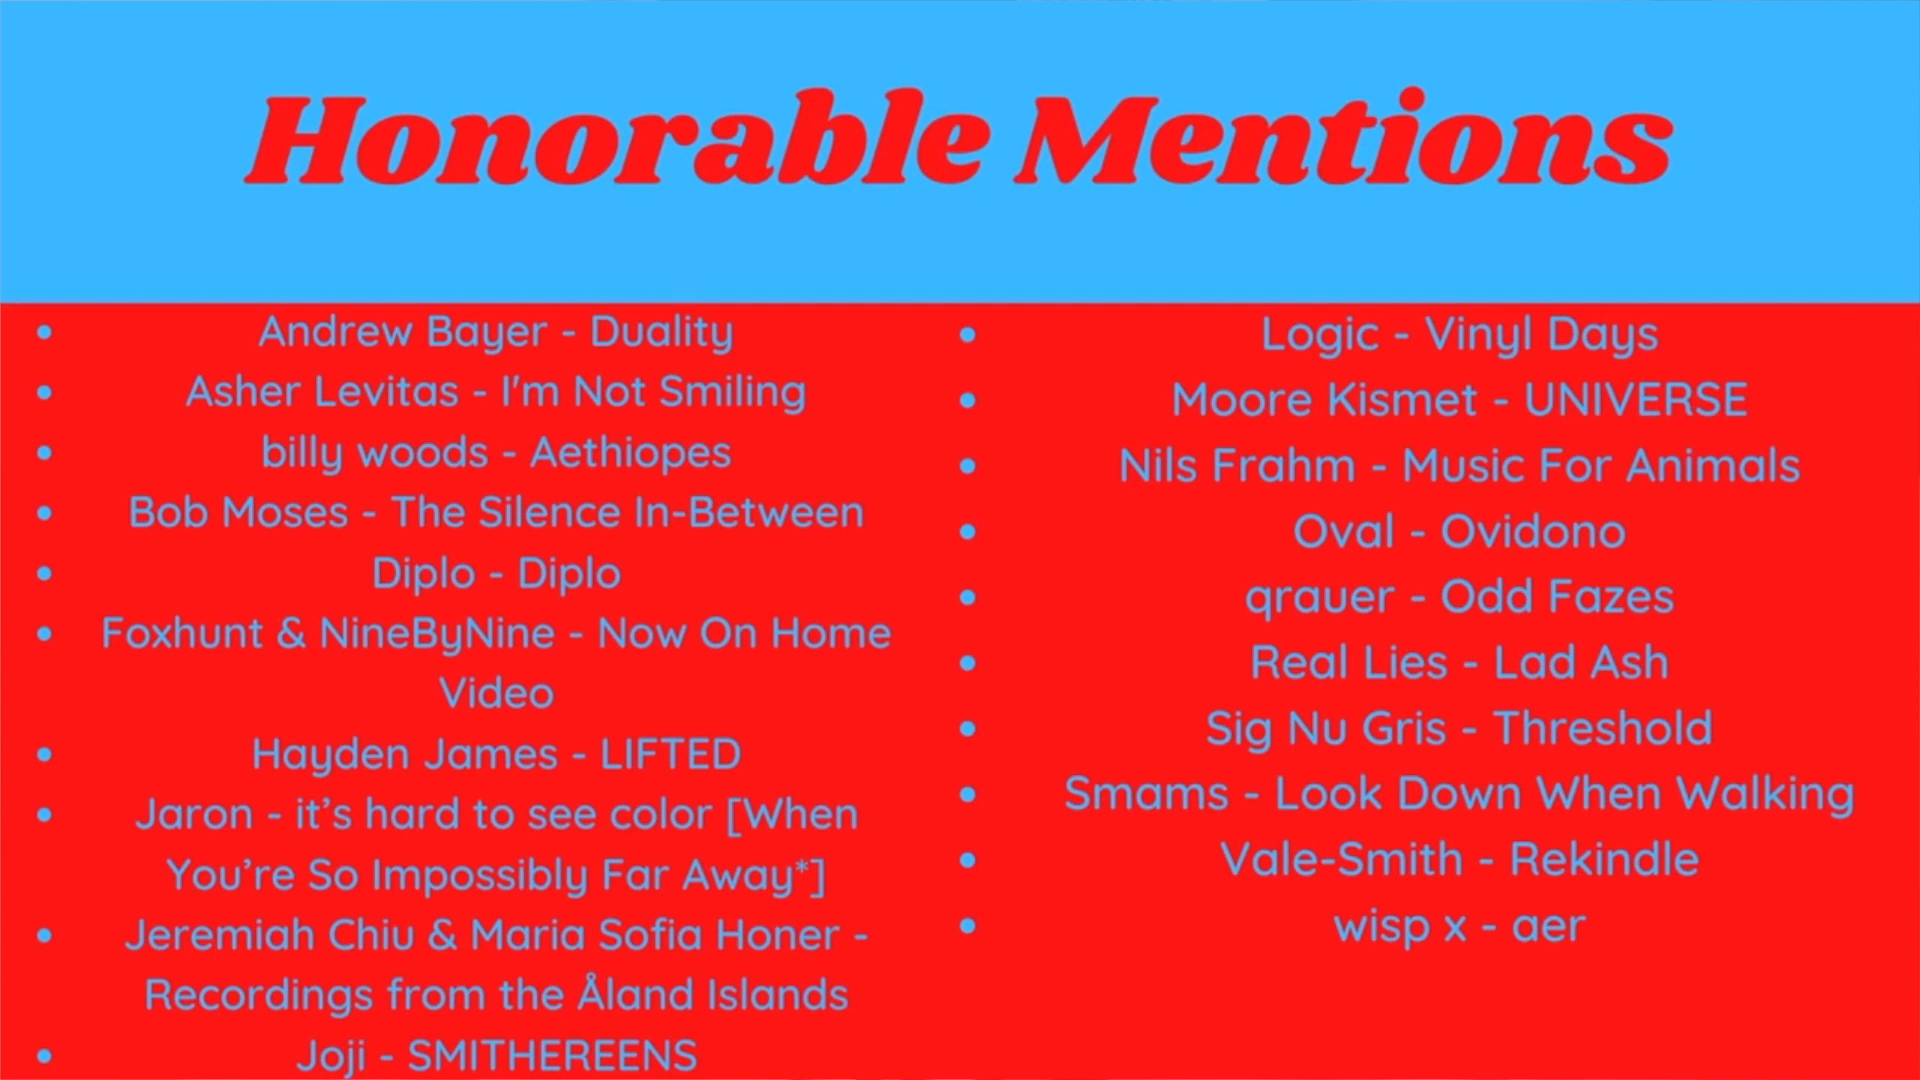 Honorable Mentions
Andrew Bayer - Duality
Asher Levitas - I'm Not Smiling
billy woods - Aethiopes
Bob Moses - The Silence In-Between
Diplo - Diplo
Foxhunt & NineByNine - Now On Home
Video
Hayden James - LIFTED
Jaron - it’s hard to see color [When
You’re So Impossibly Far Away*]
Jeremiah Chiu & Maria Sofia Honer -
Recordings from the Åland Islands
Joji - SMITHEREENS
Logic - Vinyl Days
Moore Kismet - UNIVERSE
Nils Frahm - Music For Animals
Oval - Ovidono
qrauer - Odd Fazes
Real Lies - Lad Ash
Sig Nu Gris - Threshold
Smams - Look Down When Walking
Vale-Smith - Rekindle
wisp x - aer